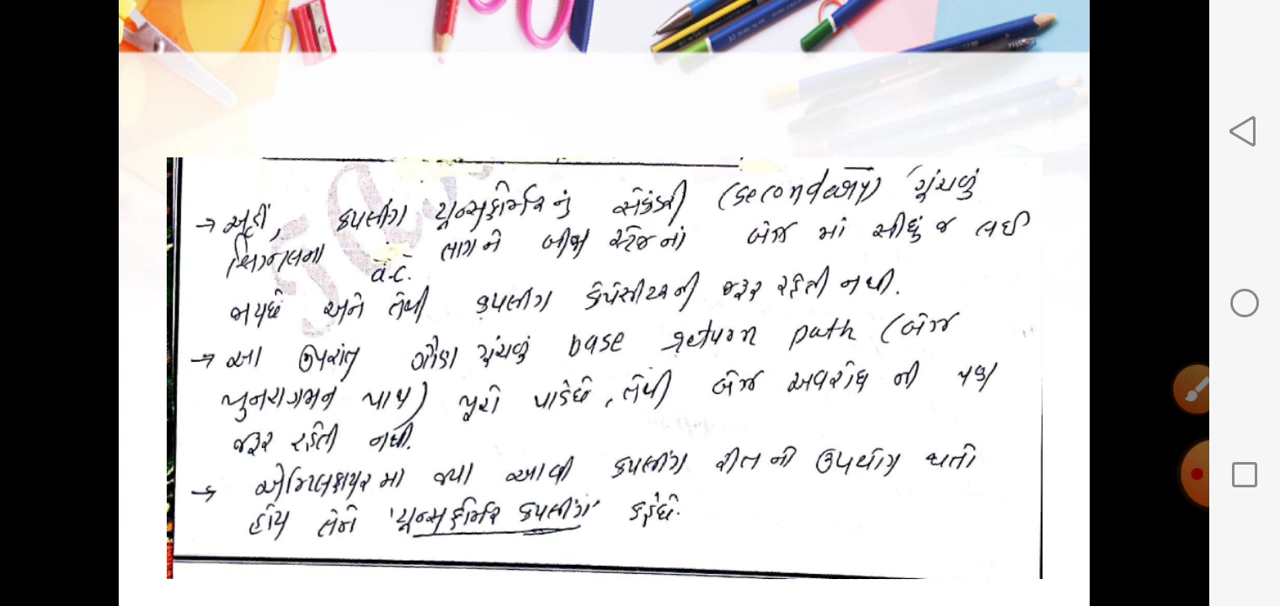 → અહીં, કપલીંગ ટ્રાન્સફોર્મરનું સેકંડરી (Secondary) ગૂંચળું
સિગ્નલના a.c. ભાગને બીજા સ્ટેજનાં બેઝ માં સીધું જ લઈ
જાયછે અને તેથી કપલીંગ કેપેસીટરની જરૂર રહેતી નથી.
→ આ ઉપરાંત ગૌણ ગૂંચળું base return path (બેઝ
પુનરાગમન પાથ) પૂરો પાડેછે, તેથી બેઝ અવરોધ ની પણ
જરૂર રહેતી નથી.
→ એમ્પ્લિફાયર માં જ્યાં આવી કપલીંગ રીત નો ઉપયોગ થતો
હોય તેને 'ટ્રાન્સફોર્મર કપલીંગ' કહેછે.